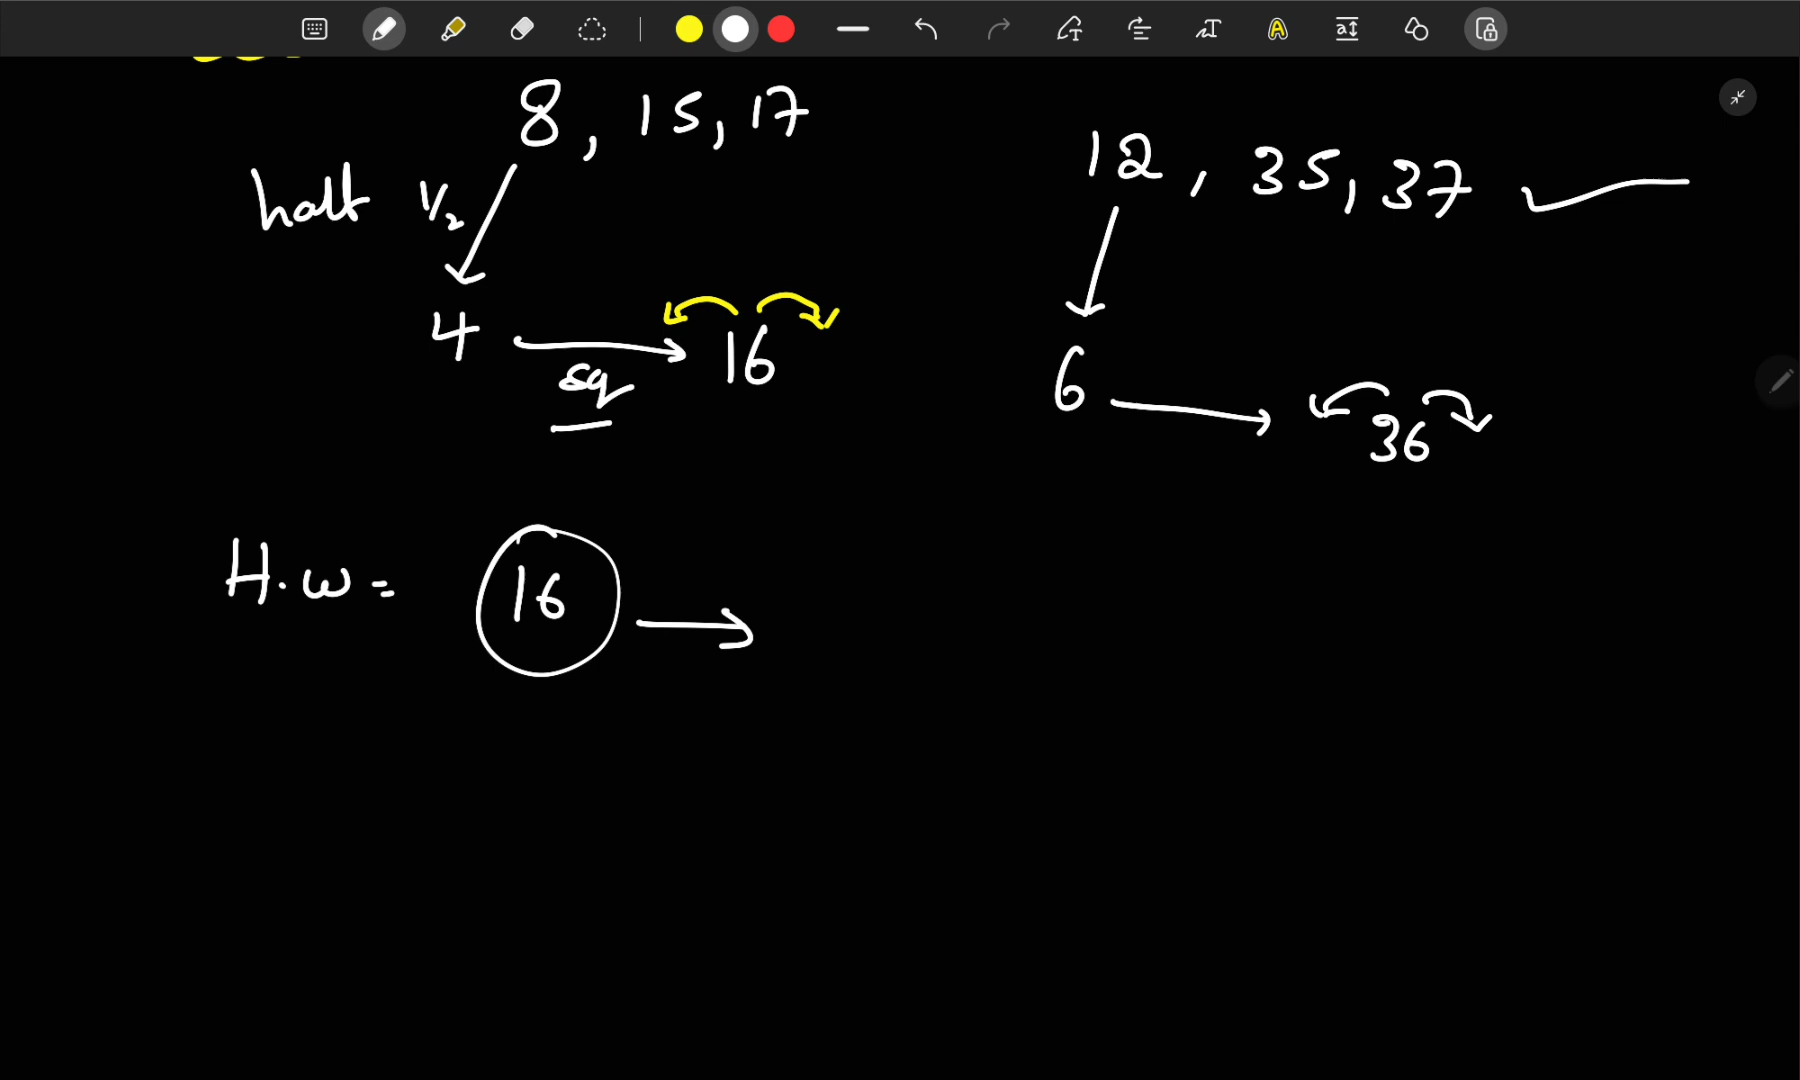 8, 15, 17
12, 35, 37
half 1/2
4 sq 16
6 36
H.w= 16